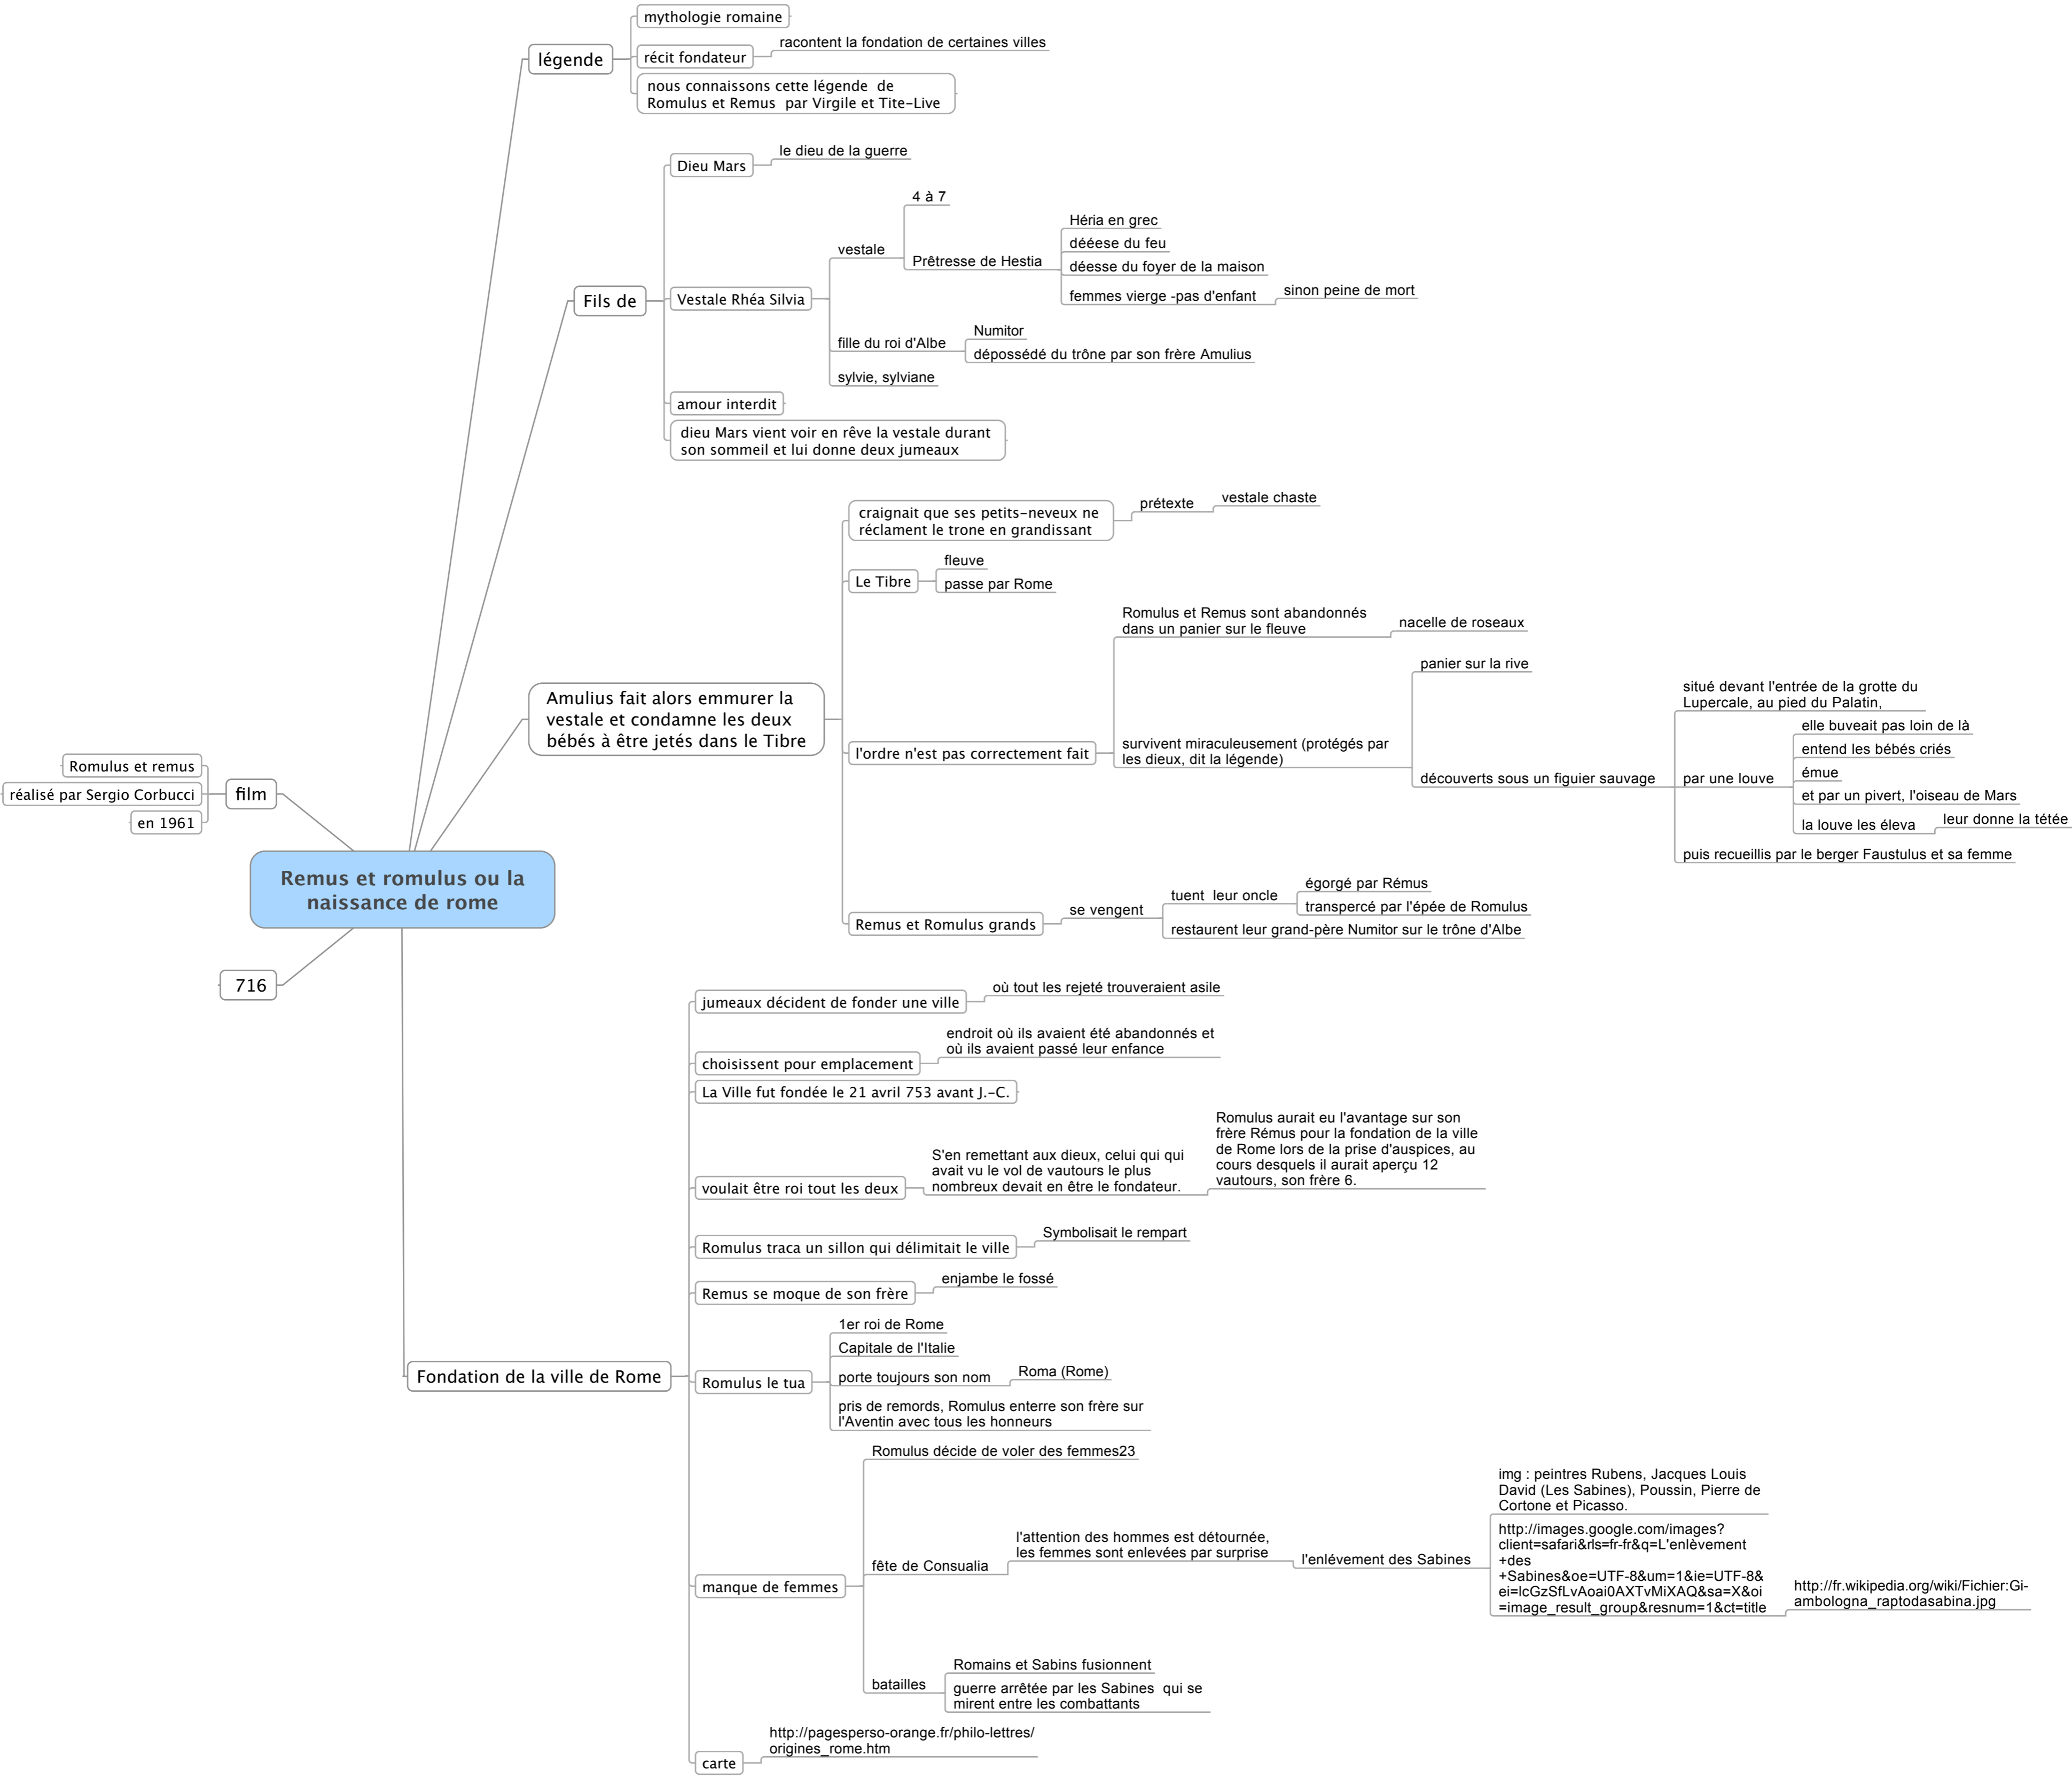 mythologie romaine
légende
récit fondateur
racontent la fondation de certaines villes
nous connaissons cette légende  de
Romulus et Remus  par Virgile et Tite-Live
Fils de
Dieu Mars
le dieu de la guerre
Vestale Rhéa Silvia
vestale
4 à 7
Prêtresse de Hestia
Héria en grec
dééese du feu
déesse du foyer de la maison
femmes vierge -pas d'enfant
sinon peine de mort
fille du roi d'Albe
Numitor
dépossédé du trône par son frère Amulius
sylvie, sylviane
amour interdit
dieu Mars vient voir en rêve la vestale durant
son sommeil et lui donne deux jumeaux
Amulius fait alors emmurer la
vestale et condamne les deux
bébés à être jetés dans le Tibre
craignait que ses petits-neveux ne
réclament le trone en grandissant
prétexte
vestale chaste
Le Tibre
fleuve
passe par Rome
l'ordre n'est pas correctement fait
Romulus et Remus sont abandonnés
dans un panier sur le fleuve
nacelle de roseaux
survivent miraculeusement (protégés par
les dieux, dit la légende)
panier sur la rive
découverts sous un figuier sauvage
situé devant l'entrée de la grotte du
Lupercale, au pied du Palatin,
par une louve
elle buveait pas loin de là
entend les bébés criés
émue
et par un pivert, l'oiseau de Mars
la louve les éleva
leur donne la tétée
puis recueillis par le berger Faustulus et sa femme
Remus et Romulus grands
se vengent
tuent  leur oncle
égorgé par Rémus
transpercé par l'épée de Romulus
restaurent leur grand-père Numitor sur le trône d'Albe
Romulus et remus
réalisé par Sergio Corbucci
en 1961
film
Remus et romulus ou la
naissance de rome
716
Fondation de la ville de Rome
jumeaux décident de fonder une ville
où tout les rejeté trouveraient asile
choisissent pour emplacement
endroit où ils avaient été abandonnés et
où ils avaient passé leur enfance
La Ville fut fondée le 21 avril 753 avant J.-C.
voulait être roi tout les deux
S'en remettant aux dieux, celui qui qui
avait vu le vol de vautours le plus
nombreux devait en être le fondateur.
Romulus aurait eu l'avantage sur son
frère Rémus pour la fondation de la ville
de Rome lors de la prise d'auspices, au
cours desquels il aurait aperçu 12
vautours, son frère 6.
Romulus traca un sillon qui délimitait le ville
Symbolisait le rempart
Remus se moque de son frère
enjambe le fossé
Romulus le tua
1er roi de Rome
Capitale de l'Italie
porte toujours son nom
Roma (Rome)
pris de remords, Romulus enterre son frère sur
l'Aventin avec tous les honneurs
manque de femmes
Romulus décide de voler des femmes23
fête de Consualia
l'attention des hommes est détournée,
les femmes sont enlevées par surprise
l'enlévement des Sabines
img : peintres Rubens, Jacques Louis
David (Les Sabines), Poussin, Pierre de
Cortone et Picasso.
http://images.google.com/images?
client=safari&rls=fr-fr&q=L'enlèvement
+des
+Sabines&oe=UTF-8&um=1&ie=UTF-8&
ei=lcGzSfLvAoai0AXTvMiXAQ&sa=X&oi
=image_result_group&resnum=1&ct=title
http://fr.wikipedia.org/wiki/Fichier:Gi-
ambologna_raptodasabina.jpg
batailles
Romains et Sabins fusionnent
guerre arrêtée par les Sabines  qui se
mirent entre les combattants
carte
http://pagesperso-orange.fr/philo-lettres/
origines_rome.htm